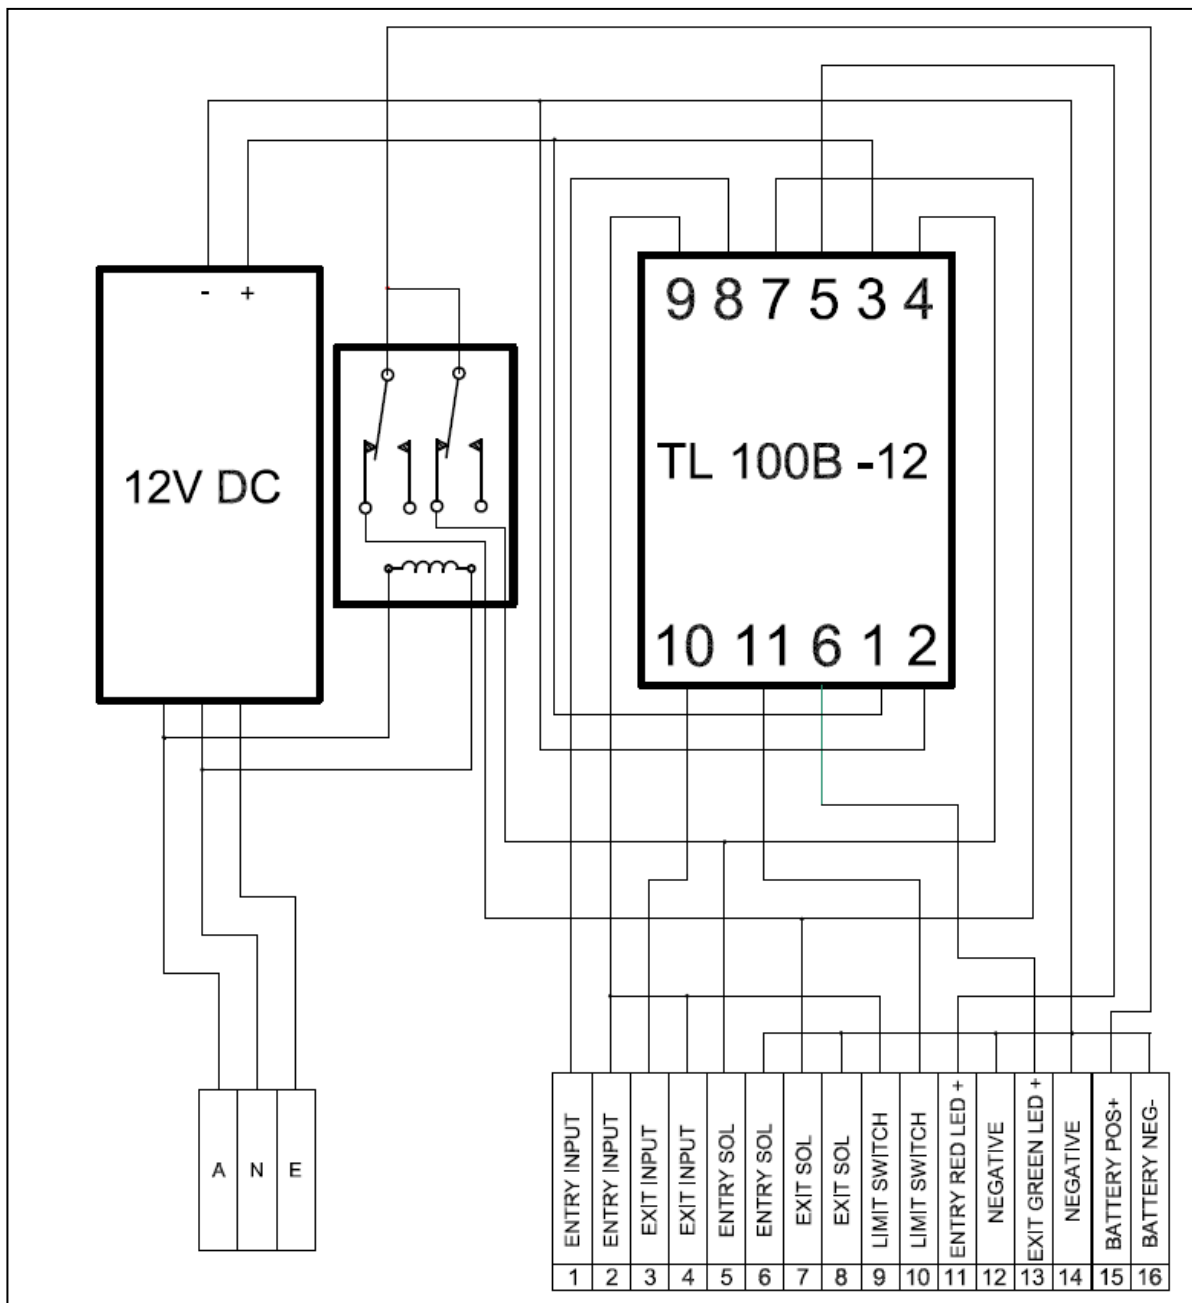 - +
12V DC
9 8 7 5 3 4
TL 100B -12
10 11 6 1 2
A N E
ENTRY INPUT
ENTRY INPUT
EXIT INPUT
EXIT INPUT
ENTRY SOL
ENTRY SOL
EXIT SOL
EXIT SOL
LIMIT SWITCH
LIMIT SWITCH
ENTRY RED LED +
NEGATIVE
EXIT GREEN LED +
NEGATIVE
BATTERY POS+
BATTERY NEG-
1 2 3 4 5 6 7 8 9 10 11 12 13 14 15 16